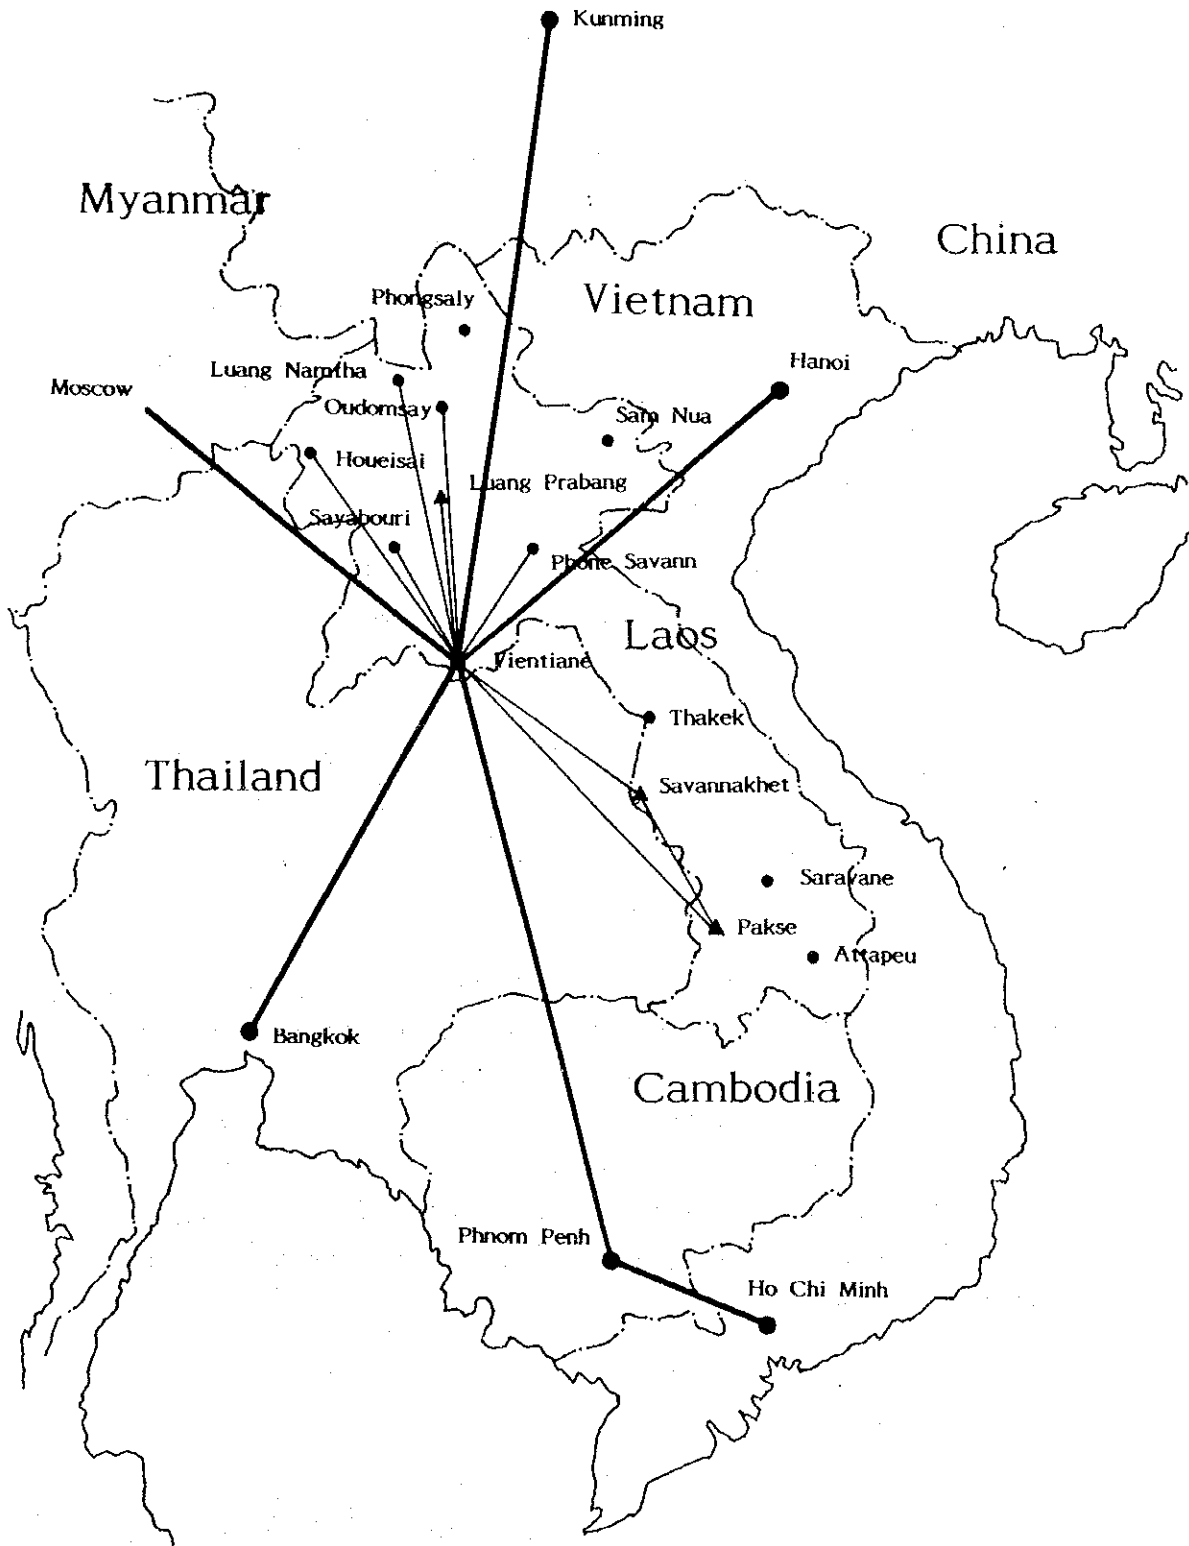 Kunming
Myanmar
China
Phongsaly
Vietnam
Hanoi
Luang Namtha
Moscow
Oudomsay
Sam Nua
Houeisai
Luang Prabang
Sayabouri
Phone Savann
Laos
Vientiane
Thakek
Thailand
Savannakhet
Saravane
Pakse
Attapeu
Bangkok
Cambodia
Phnom Penh
Ho Chi Minh